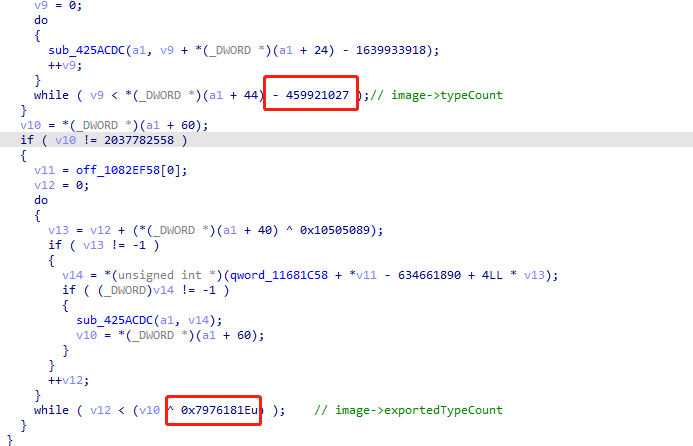 v9 = 0;
do
{
sub_425ACDC(a1, v9 + *(_DWORD *)(a1 + 24) - 1639933918);
++v9;
}
while ( v9 < *(_DWORD *)(a1 + 44) - 459921027 );// image->typeCount
}
v10 = *(_DWORD *)(a1 + 60);
if ( v10 != 2037782558 )
{
v11 = off_1082EF58[0];
v12 = 0;
do
{
v13 = v12 + (*(_DWORD *)(a1 + 40) ^ 0x10505089);
if ( v13 != -1 )
{
v14 = *(unsigned int *)(qword_11681C58 + *v11 - 634661890 + 4LL * v13);
if ( (_DWORD)v14 != -1 )
{
sub_425ACDC(a1, v14);
v10 = *(_DWORD *)(a1 + 60);
}
}
++v12;
}
while ( v12 < (v10 ^ 0x7976181Eu) ); // image->exportedTypeCount
}
}